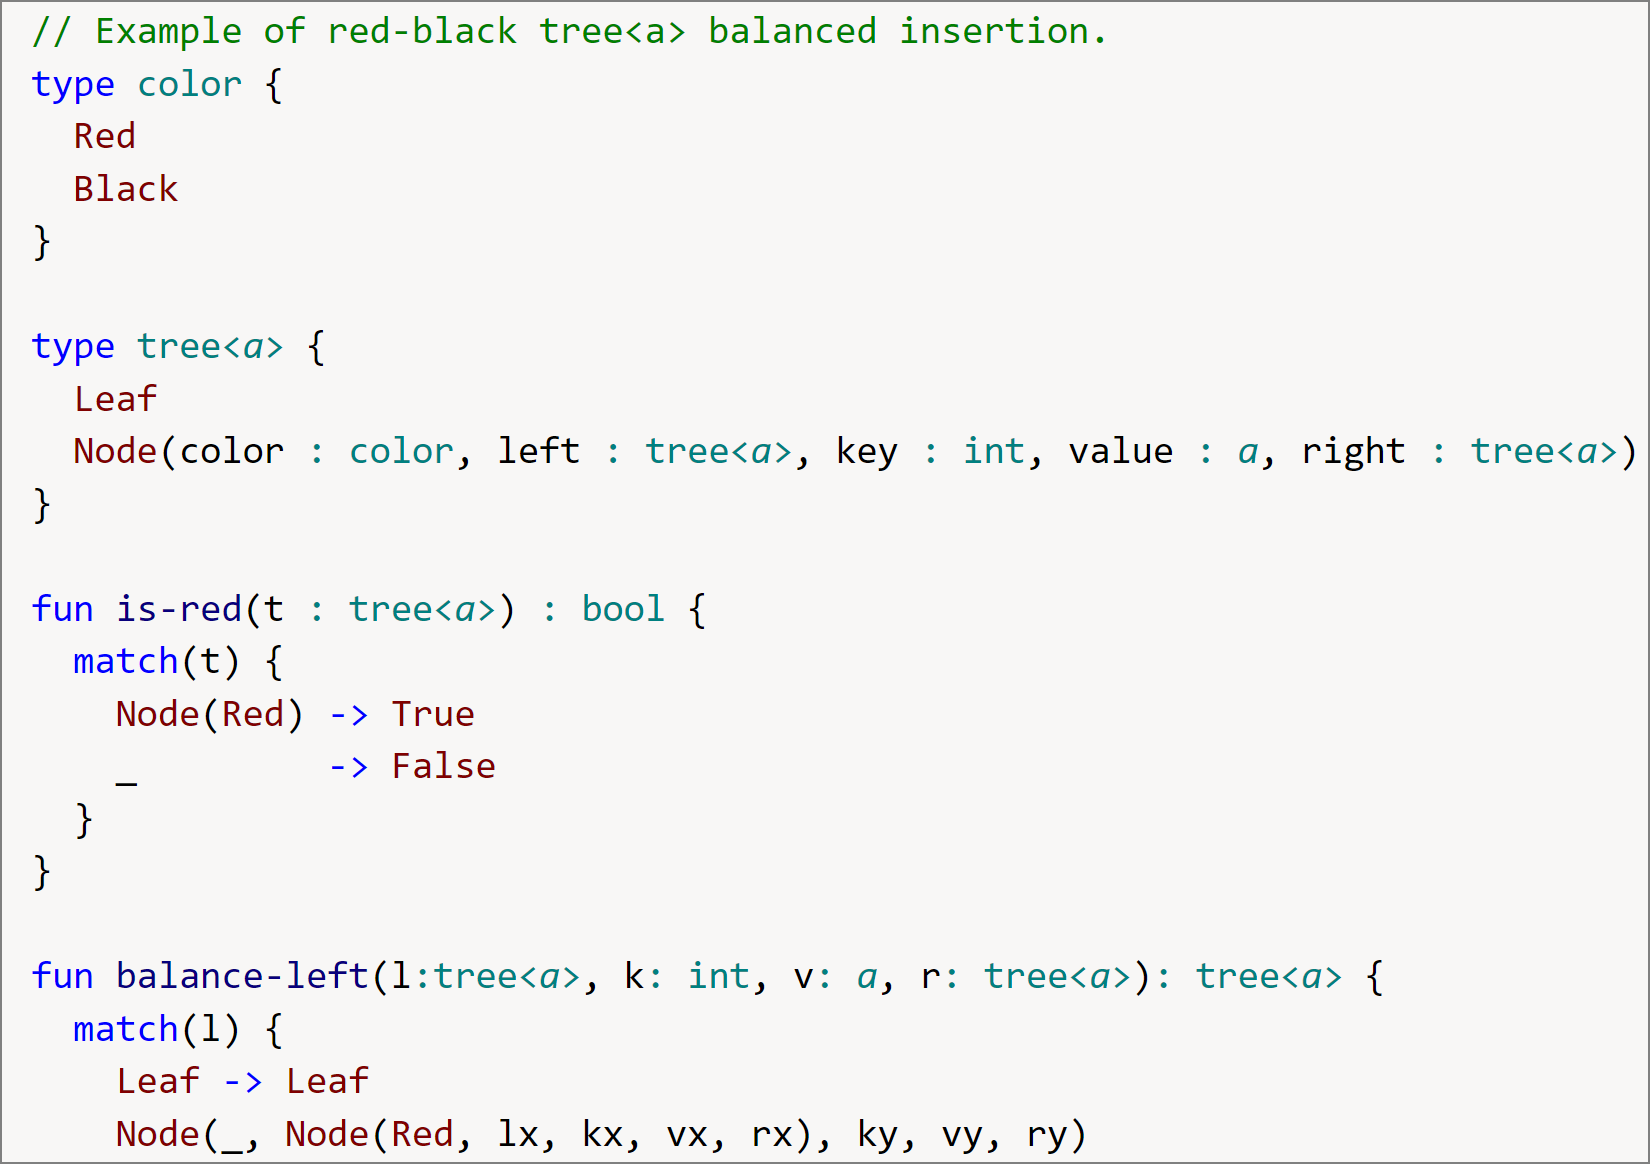 // Example of red-black tree<a> balanced insertion.
type color {
  Red
  Black
}

type tree<a> {
  Leaf
  Node(color : color, left : tree<a>, key : int, value : a, right : tree<a>)
}

fun is-red(t : tree<a>) : bool {
  match(t) {
    Node(Red) -> True
    _         -> False
  }
}

fun balance-left(l:tree<a>, k: int, v: a, r: tree<a>): tree<a> {
  match(l) {
    Leaf -> Leaf
    Node(_, Node(Red, lx, kx, vx, rx), ky, vy, ry)